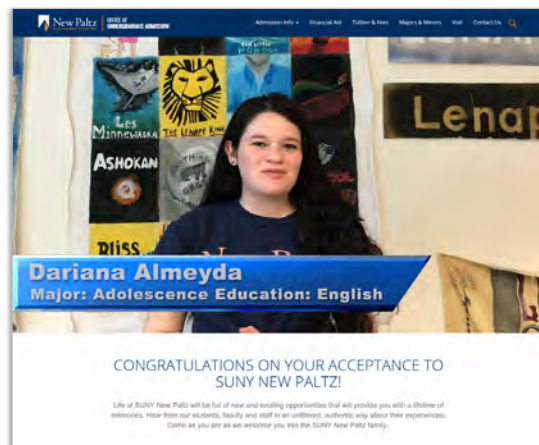 New Paltz
OFFICE OF
UNDERGRADUATE ADMISSION
Admission Info
Financial Aid
Tuition & Fees
Majors & Minors
Visit
Contact Us
LES
MINNEWASKA
THE LENAPE KING
ASHOKAN
Bliss
Lenap
Dariana Almeyda
Major: Adolescence Education: English
CONGRATULATIONS ON YOUR ACCEPTANCE TO
SUNY NEW PALTZ!
Life at SUNY New Paltz will be full of new and exciting opportunities that will provide you with a lifetime of
memories. Hear from our students, faculty and staff in an unfiltered, authentic way about their experiences.
Come as you are as we welcome you into the SUNY New Paltz family.